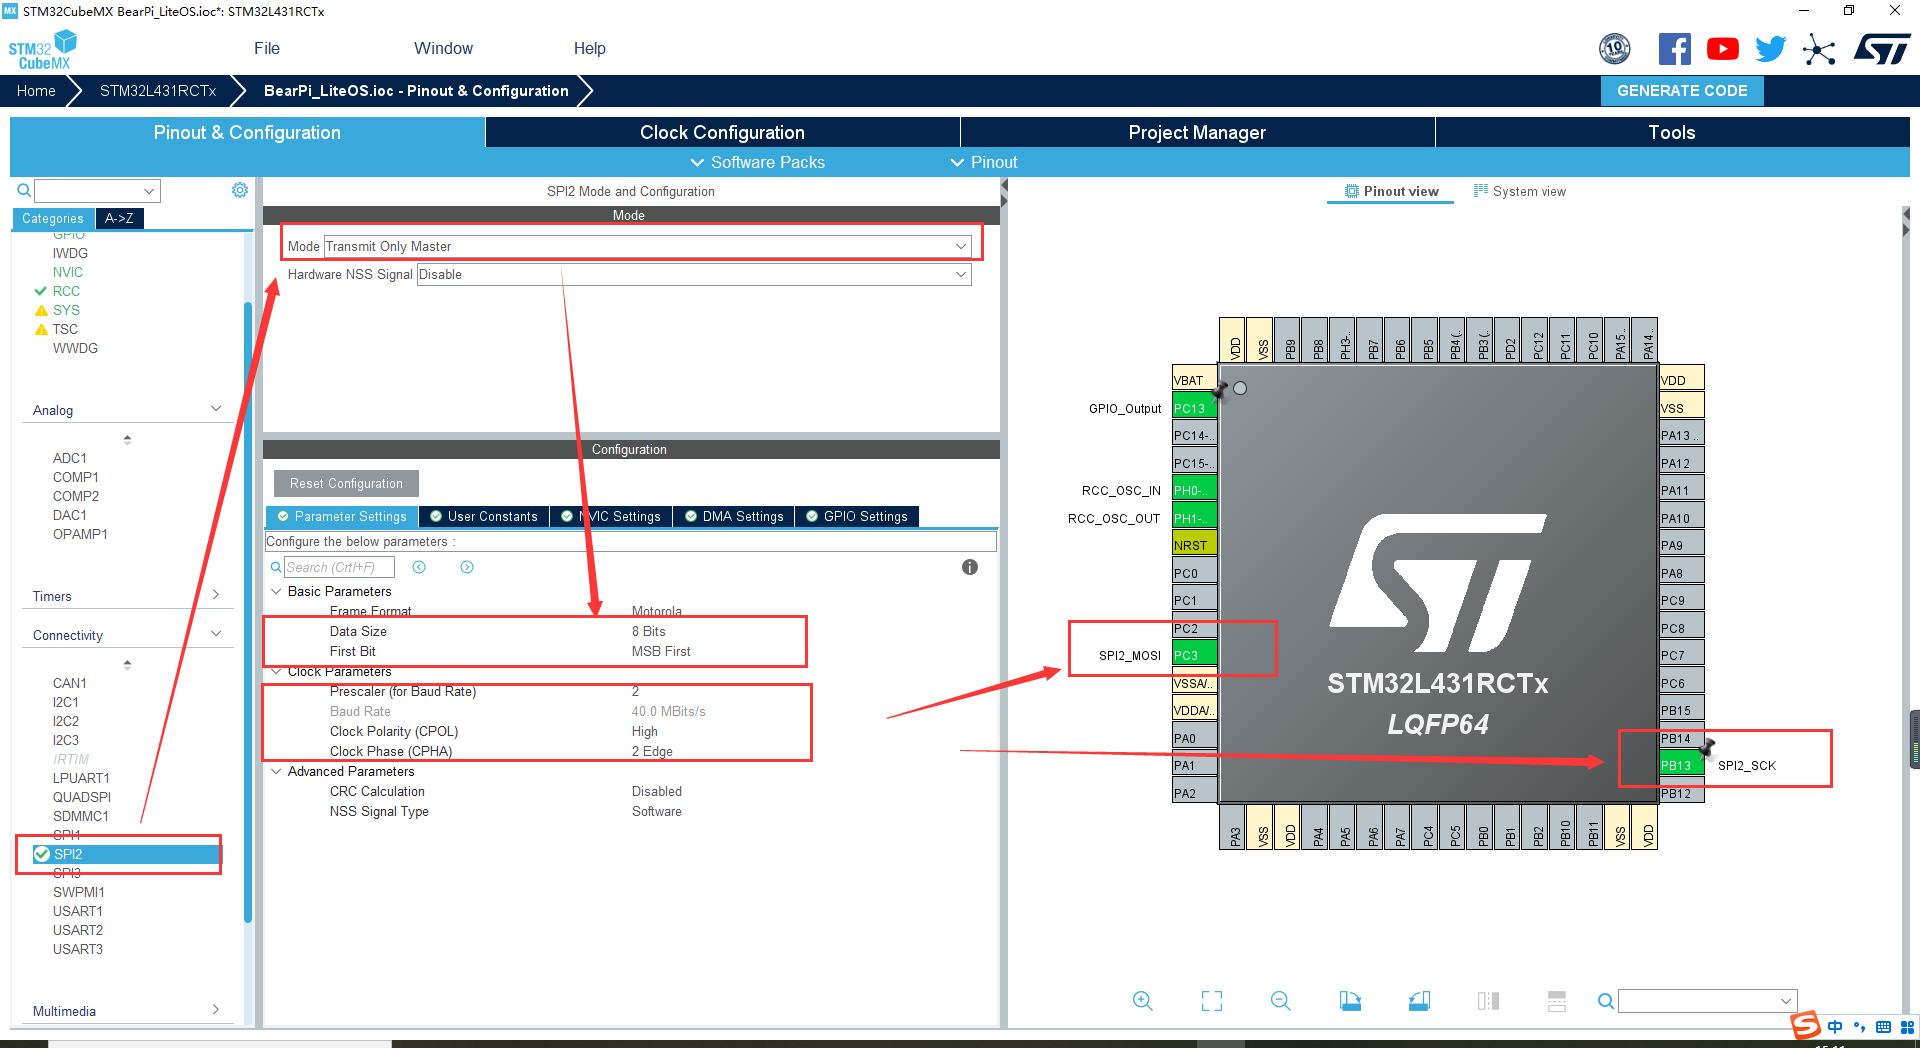 STM32CubeMX BearPi_LiteOS.ioc*: STM32L431RCTx
STM32
CubeMX
File
Window
Help
10
Home
STM32L431RCTx
BearPi_LiteOS.ioc - Pinout & Configuration
GENERATE CODE
Pinout & Configuration
Clock Configuration
Project Manager
Tools
Software Packs
Pinout
Categories
A->Z
GPIO
IWDG
NVIC
RCC
SYS
TSC
WWDG
Analog
ADC1
COMP1
COMP2
DAC1
OPAMP1
Timers
Connectivity
CAN1
I2C1
I2C2
I2C3
IRTIM
LPUART1
QUADSPI
SDMMC1
SPI1
SPI2
SPI3
SWPMI1
USART1
USART2
USART3
Multimedia
SPI2 Mode and Configuration
Mode
Mode Transmit Only Master
Hardware NSS Signal Disable
Configuration
Reset Configuration
Parameter Settings
User Constants
NVIC Settings
DMA Settings
GPIO Settings
Configure the below parameters :
Search (Crtl+F)
Basic Parameters
Frame Format Motorola
Data Size 8 Bits
First Bit MSB First
Clock Parameters
Prescaler (for Baud Rate) 2
Baud Rate 40.0 MBits/s
Clock Polarity (CPOL) High
Clock Phase (CPHA) 2 Edge
Advanced Parameters
CRC Calculation Disabled
NSS Signal Type Software
Pinout view
System view
VDD
VSS
PB9
PB8
PH3-..
PB7
PB6
PB5
PB4 (..
PB3 (..
PD2
PC12
PC11
PC10
PA15..
PA14..
VBAT
GPIO_Output PC13
PC14-..
PC15-..
RCC_OSC_IN PH0-..
RCC_OSC_OUT PH1-..
NRST
PC0
PC1
PC2
SPI2_MOSI PC3
VSSA/..
VDDA/..
PA0
PA1
PA2
STM32L431RCTx
LQFP64
VDD
VSS
PA13 ..
PA12
PA11
PA10
PA9
PA8
PC9
PC8
PC7
PC6
PB15
PB14
PB13 SPI2_SCK
PB12
PA3
VSS
VDD
PA4
PA5
PA6
PA7
PC4
PC5
PB0
PB1
PB2
PB10
PB11
VSS
VDD
中